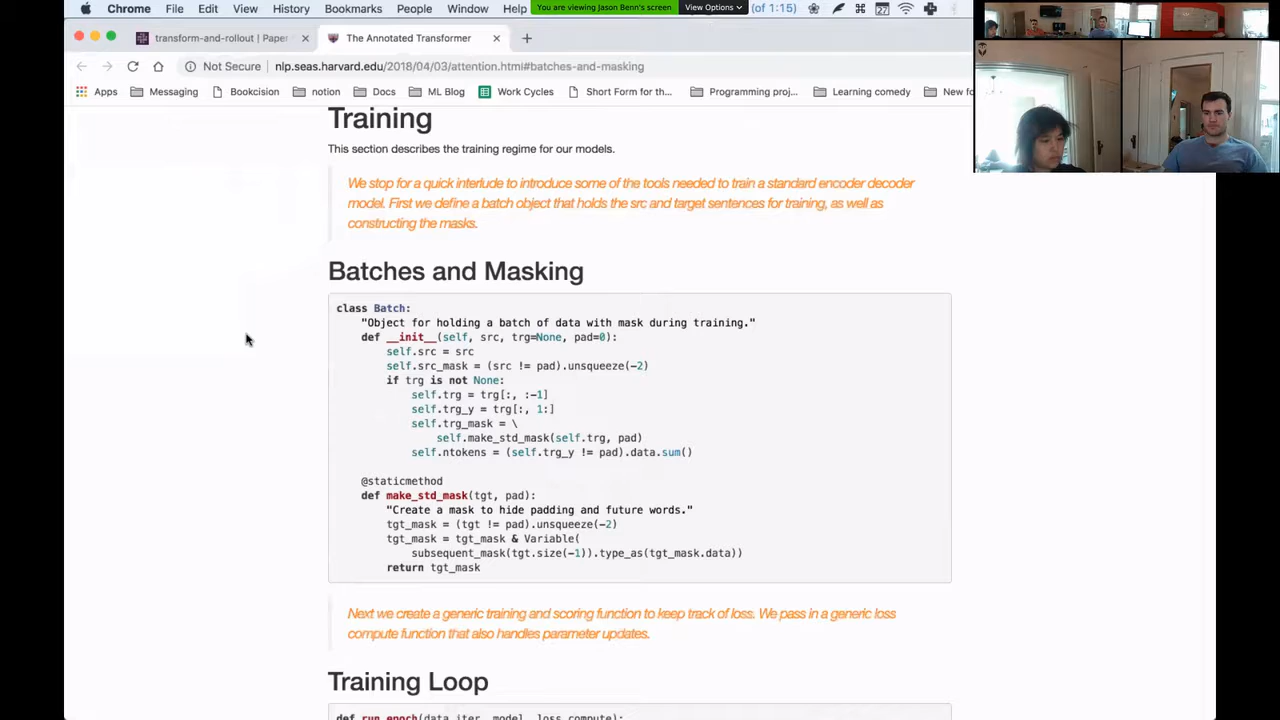 Chrome File Edit View History Bookmarks People Window Help
You are viewing Jason Benn's screen View Options
(of 1:15)
27
transform-and-rollout | Paper
The Annotated Transformer
Not Secure | nlp.seas.harvard.edu/2018/04/03/attention.html#batches-and-masking
Apps Messaging Bookcision notion Docs ML Blog Work Cycles Short Form for th... Programming proj... Learning comedy New fo
Training
This section describes the training regime for our models.
We stop for a quick interlude to introduce some of the tools needed to train a standard encoder decoder
model. First we define a batch object that holds the src and target sentences for training, as well as
constructing the masks.
Batches and Masking
class Batch:
"Object for holding a batch of data with mask during training."
def __init__(self, src, trg=None, pad=0):
self.src = src
self.src_mask = (src != pad).unsqueeze(-2)
if trg is not None:
self.trg = trg[:, :-1]
self.trg_y = trg[:, 1:]
self.trg_mask = \
self.make_std_mask(self.trg, pad)
self.ntokens = (self.trg_y != pad).data.sum()
@staticmethod
def make_std_mask(tgt, pad):
"Create a mask to hide padding and future words."
tgt_mask = (tgt != pad).unsqueeze(-2)
tgt_mask = tgt_mask & Variable(
subsequent_mask(tgt.size(-1)).type_as(tgt_mask.data))
return tgt_mask
Next we create a generic training and scoring function to keep track of loss. We pass in a generic loss
compute function that also handles parameter updates.
Training Loop
def run_epoch(data_iter, model, loss_compute):